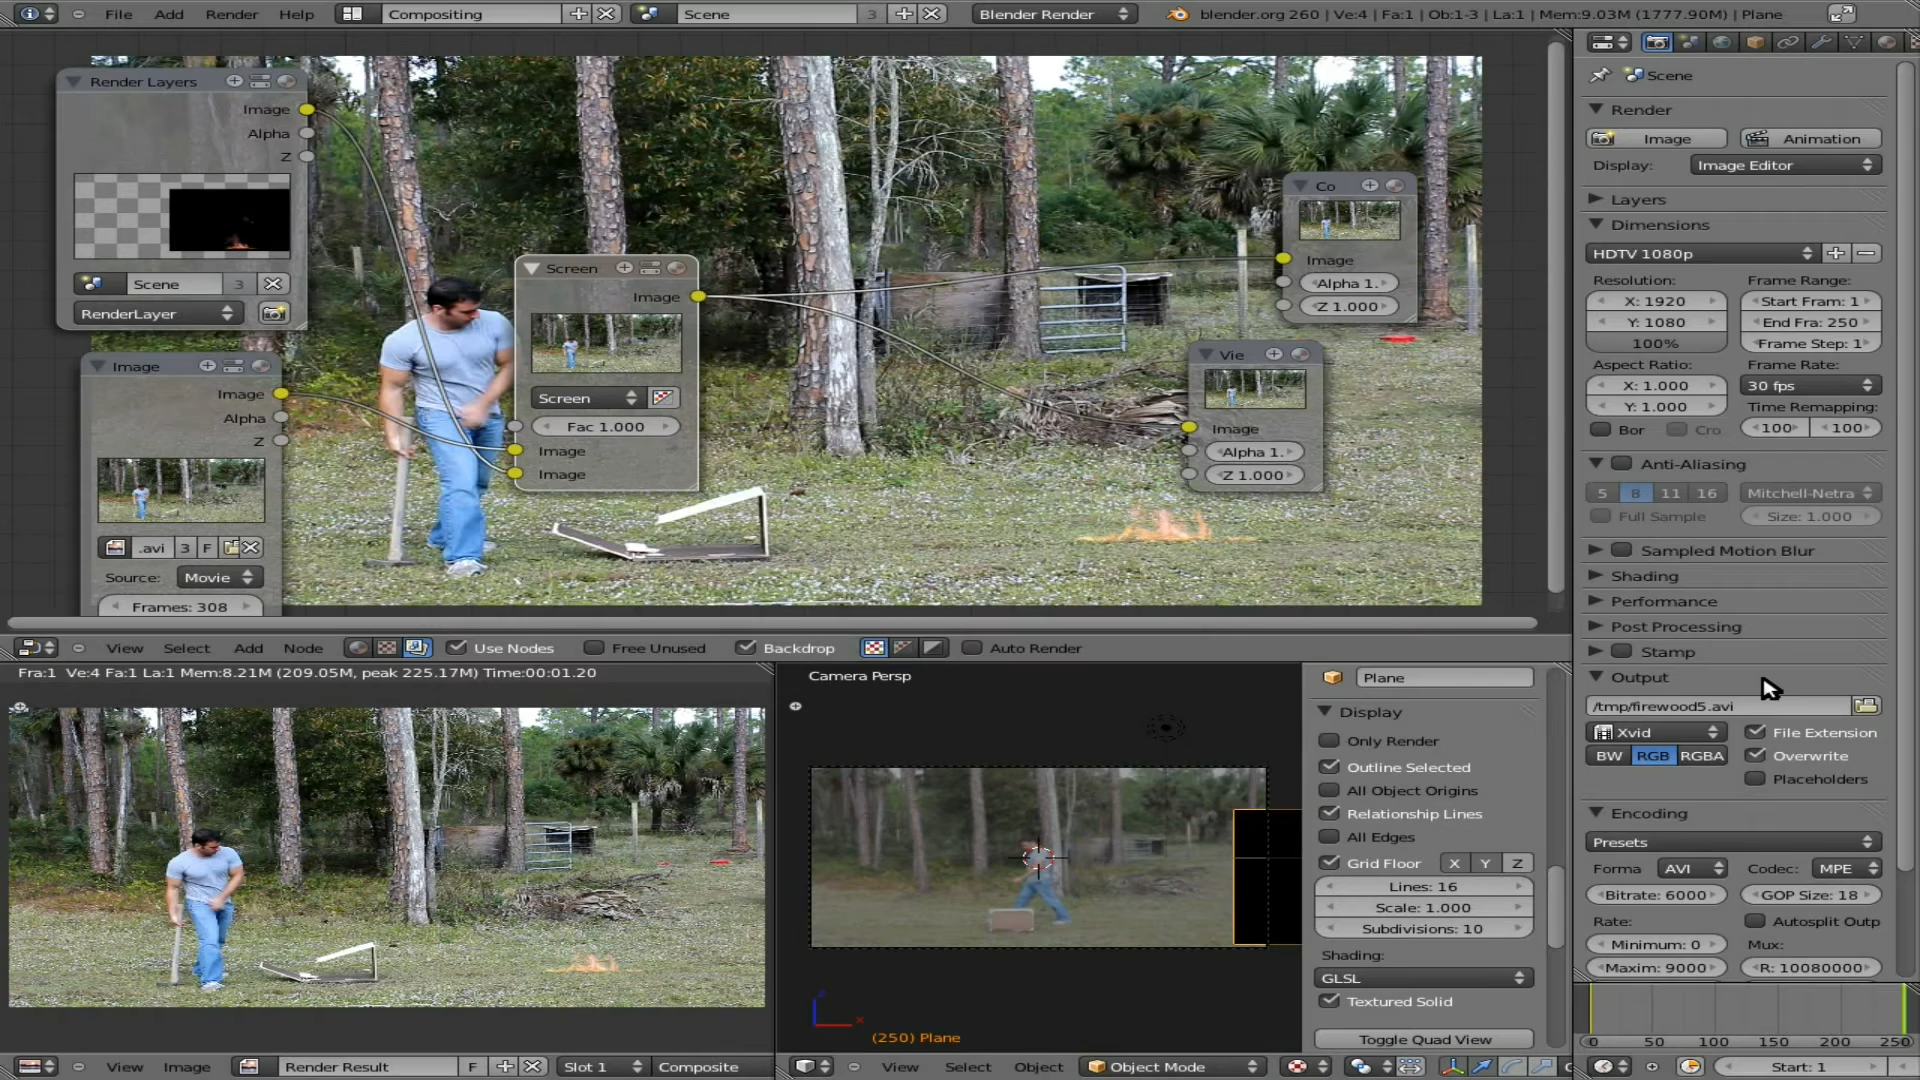 File Add Render Help Compositing Scene 3 Blender Render blender.org 260 | Ve:4 | Fa:1 | Ob:1-3 | La:1 | Mem:9.03M (1777.90M) | Plane
Render Layers
Image
Alpha
Z
Scene 3
RenderLayer
Image
Image
Alpha
Z
.avi 3 F
Source: Movie
Frames: 308
Screen
Image
Screen
Fac 1.000
Image
Image
Co
Image
Alpha 1.
Z 1.000
Vie
Image
Alpha 1.
Z 1.000
View Select Add Node Use Nodes Free Unused Backdrop Auto Render
Fra:1 Ve:4 Fa:1 La:1 Mem:8.21M (209.05M, peak 225.17M) Time:00:01.20
View Image Render Result F Slot 1 Composite
Camera Persp
(250) Plane
View Select Object Object Mode
Plane
Display
Only Render
Outline Selected
All Object Origins
Relationship Lines
All Edges
Grid Floor X Y Z
Lines: 16
Scale: 1.000
Subdivisions: 10
Shading:
GLSL
Textured Solid
Toggle Quad View
Scene
Render
Image Animation
Display: Image Editor
Layers
Dimensions
HDTV 1080p
Resolution: Frame Range:
X: 1920 Start Fram: 1
Y: 1080 End Fra: 250
100% Frame Step: 1
Aspect Ratio: Frame Rate:
X: 1.000 30 fps
Y: 1.000 Time Remapping:
Bor Cro 100 100
Anti-Aliasing
5 8 11 16 Mitchell-Netra
Full Sample Size: 1.000
Sampled Motion Blur
Shading
Performance
Post Processing
Stamp
Output
/tmp/firewood5.avi
Xvid File Extension
BW RGB RGBA Overwrite
Placeholders
Encoding
Presets
Forma AVI Codec: MPE
Bitrate: 6000 GOP Size: 18
Rate: Autosplit Outp
Minimum: 0 Mux:
Maxim: 9000 R: 10080000
0 50 100 150 200 250
Start: 1